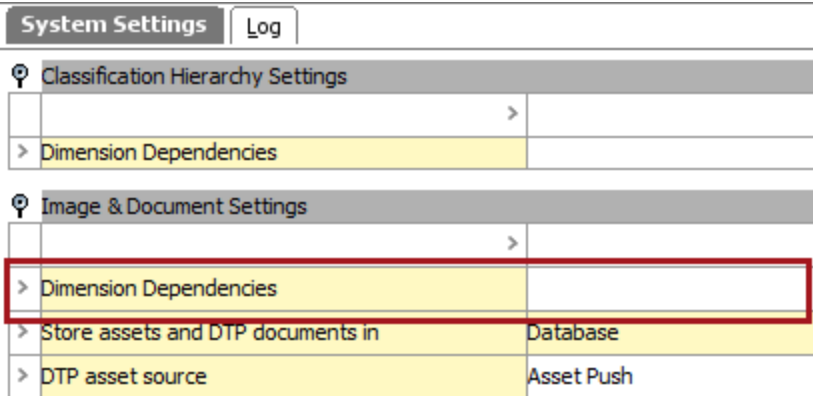 System Settings Log
Classification Hierarchy Settings
>
> Dimension Dependencies
Image & Document Settings
>
> Dimension Dependencies
> Store assets and DTP documents in Database
> DTP asset source Asset Push